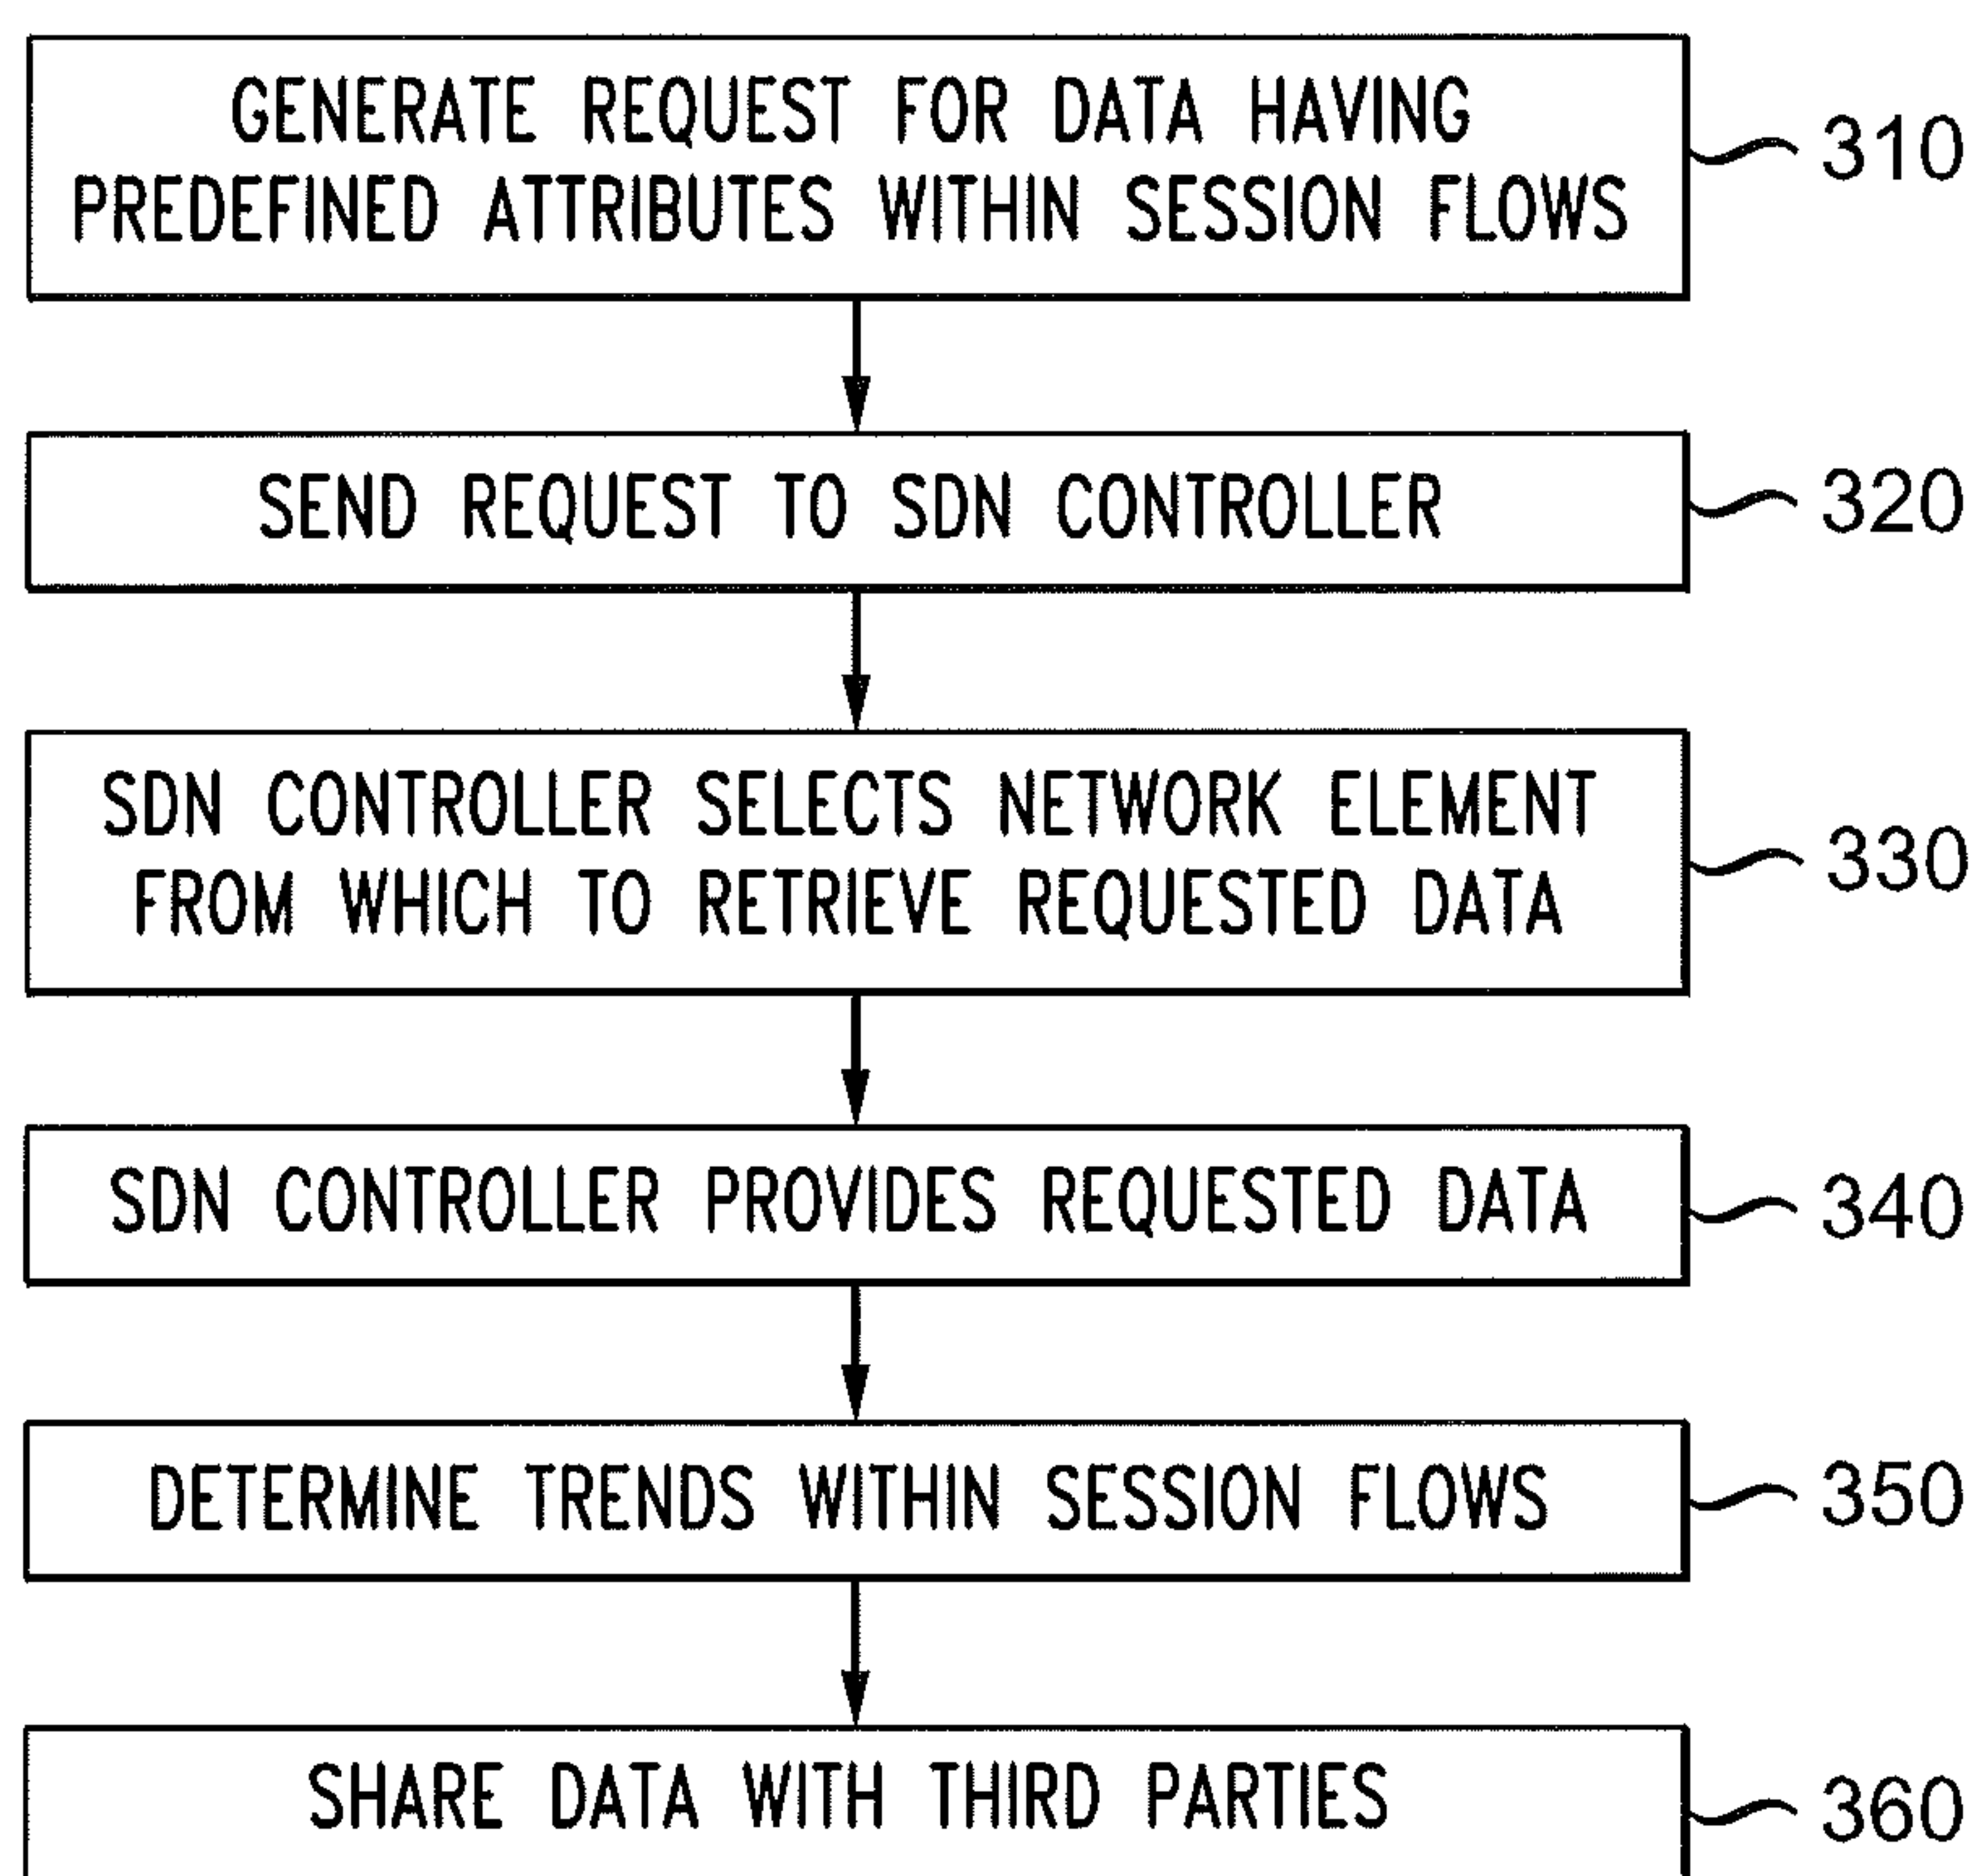 GENERATE REQUEST FOR DATA HAVING
PREDEFINED ATTRIBUTES WITHIN SESSION FLOWS
310
SEND REQUEST TO SDN CONTROLLER
320
SDN CONTROLLER SELECTS NETWORK ELEMENT
FROM WHICH TO RETRIEVE REQUESTED DATA
330
SDN CONTROLLER PROVIDES REQUESTED DATA
340
DETERMINE TRENDS WITHIN SESSION FLOWS
350
SHARE DATA WITH THIRD PARTIES
360